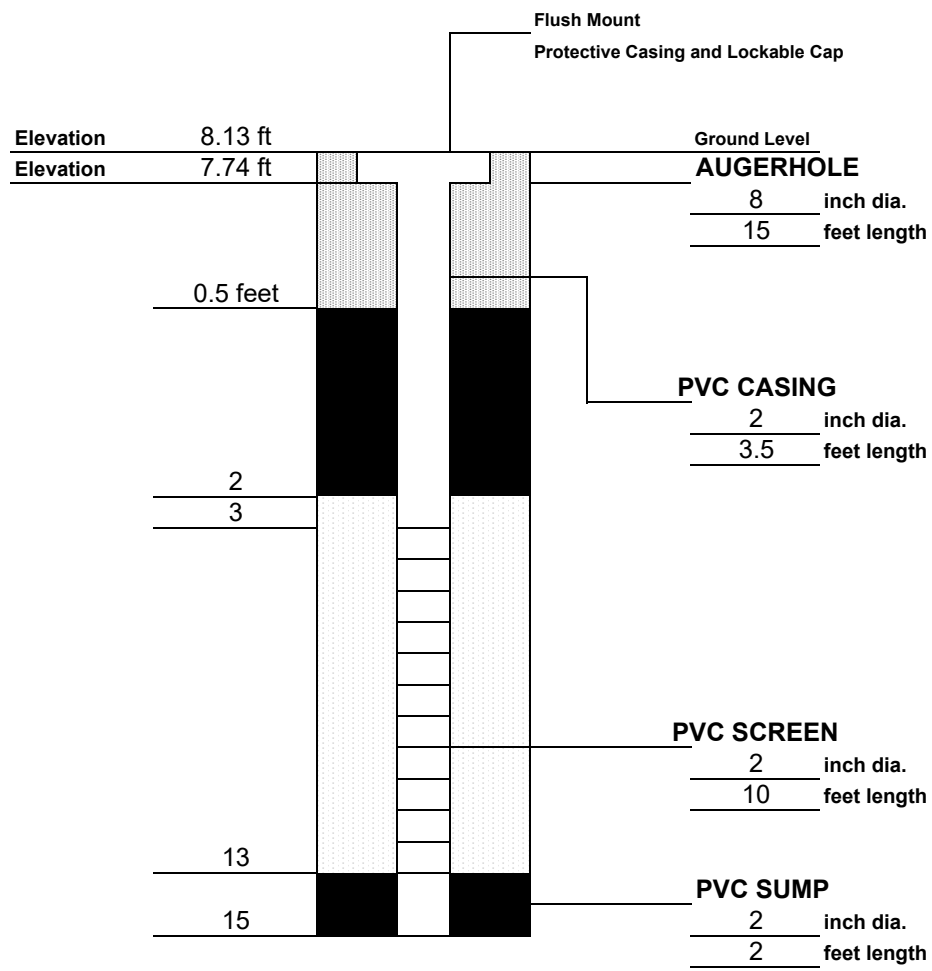 Flush Mount
Protective Casing and Lockable Cap
Elevation 8.13 ft
Ground Level
Elevation 7.74 ft
AUGERHOLE
8 inch dia.
15 feet length
0.5 feet
PVC CASING
2 inch dia.
3.5 feet length
2
3
PVC SCREEN
2 inch dia.
10 feet length
13
PVC SUMP
15
2 inch dia.
2 feet length